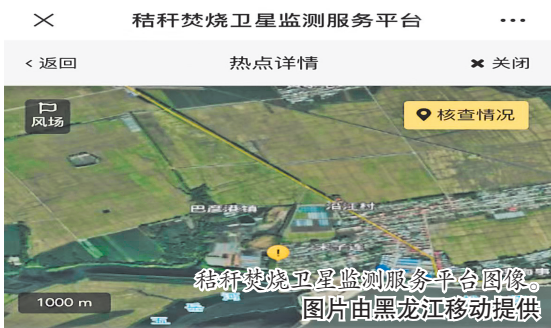 秸秆焚烧卫星监测服务平台
< 返回
热点详情
✖ 关闭
风场
核查情况
巴彦港镇
沿江村
秸秆焚烧卫星监测服务平台图像。
1000 m
图片由黑龙江移动提供